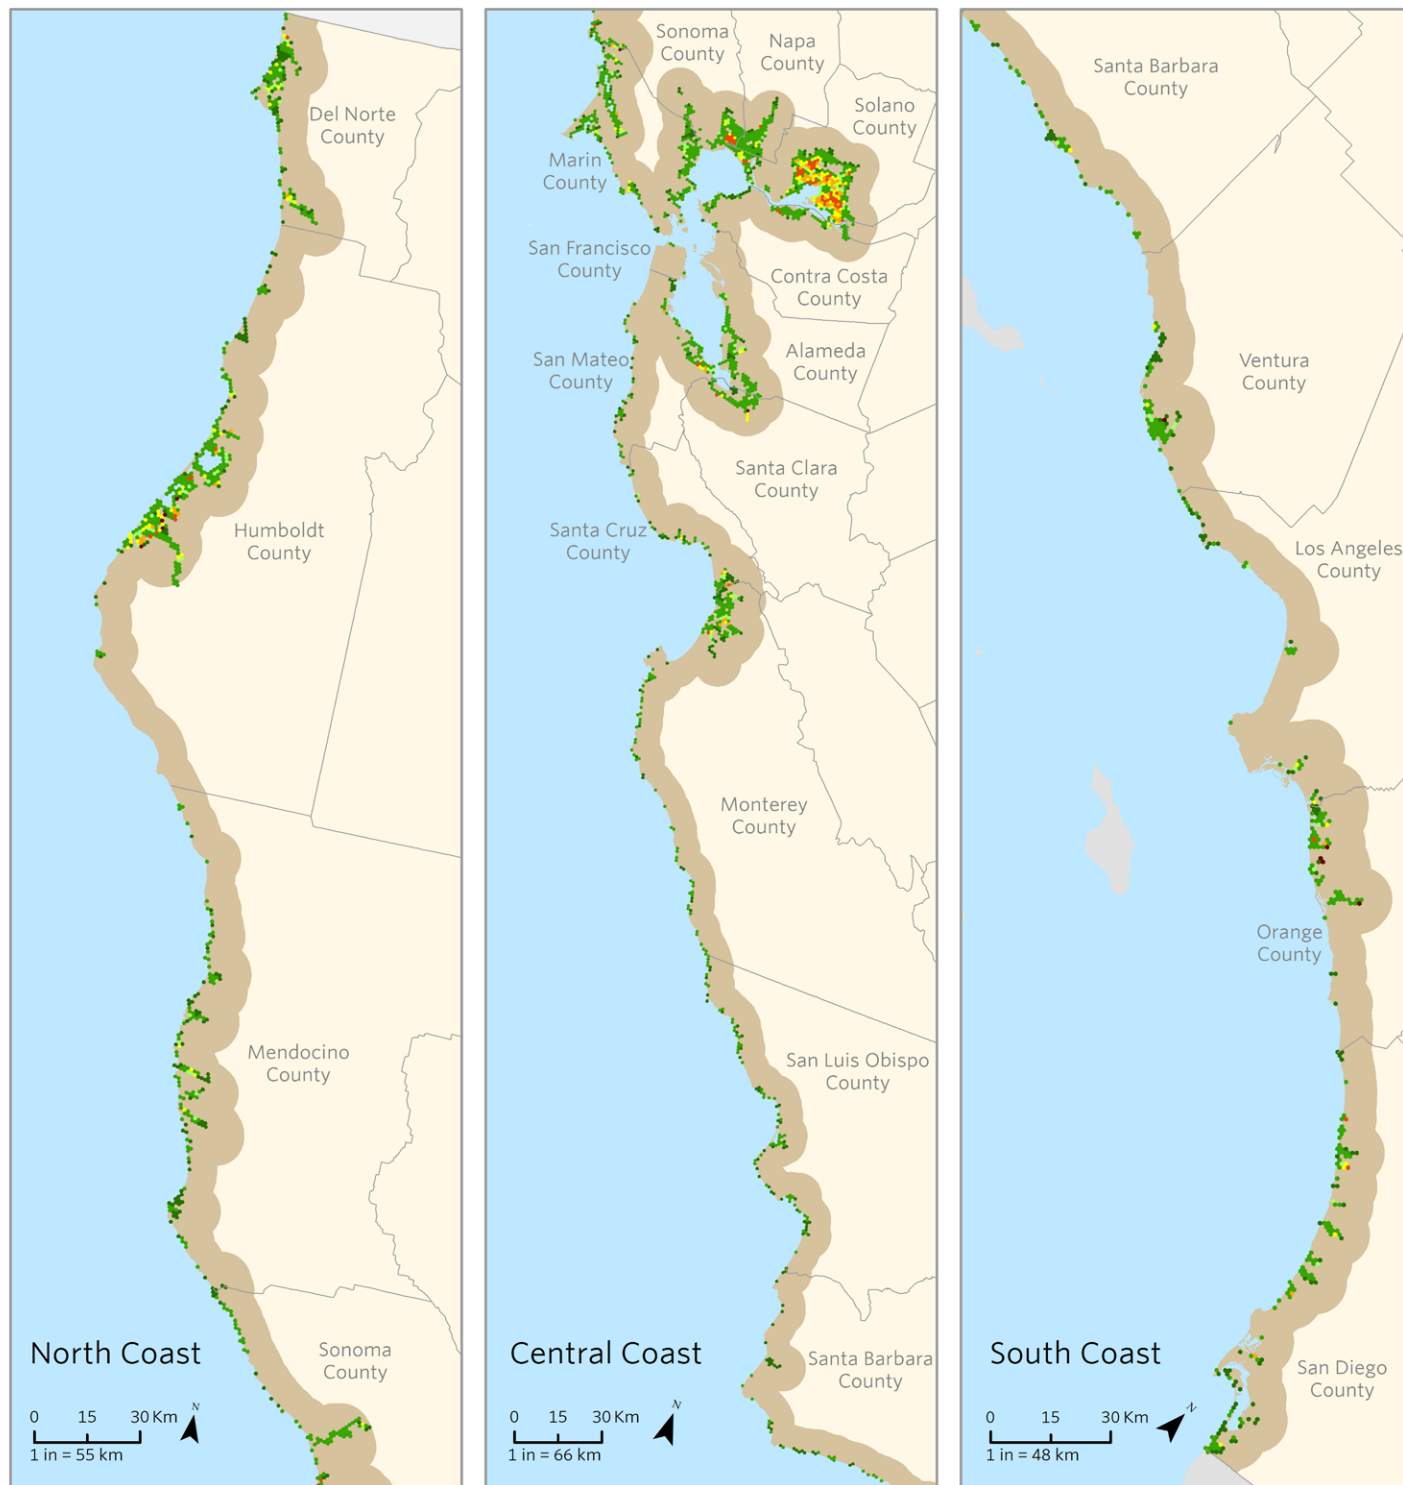 Del Norte
County
Humboldt
County
Mendocino
County
Sonoma
County
North Coast
0 15 30 Km
N
1 in = 55 km
Sonoma
County
Napa
County
Solano
County
Marin
County
San Francisco
County
Contra Costa
County
San Mateo
County
Alameda
County
Santa Clara
County
Santa Cruz
County
Monterey
County
San Luis Obispo
County
Santa Barbara
County
Central Coast
0 15 30 Km
N
1 in = 66 km
Santa Barbara
County
Ventura
County
Los Angeles
County
Orange
County
San Diego
County
South Coast
0 15 30 Km
N
1 in = 48 km